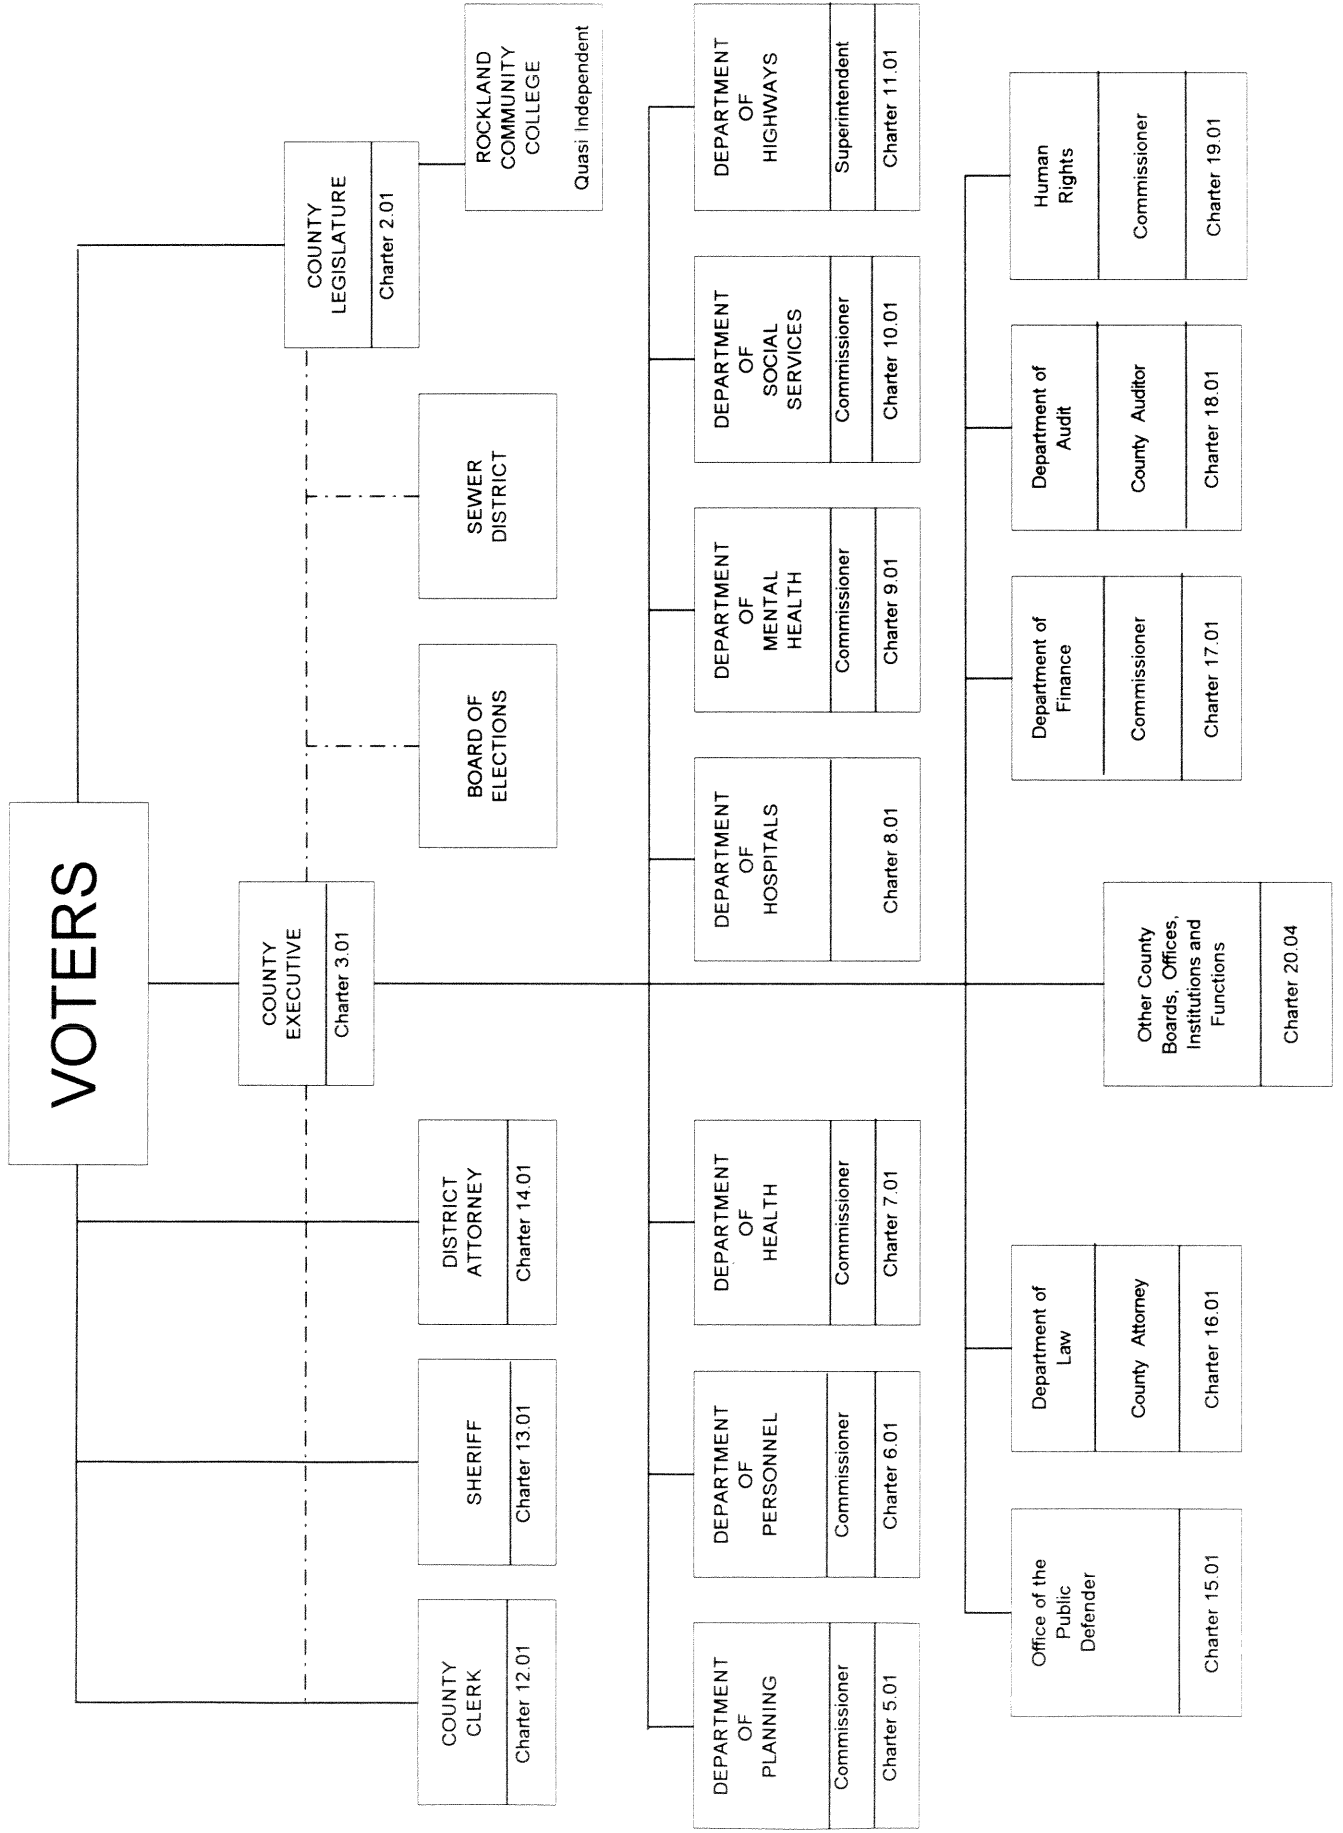 VOTERS
COUNTY
EXECUTIVE
Charter 3.01
COUNTY
LEGISLATURE
Charter 2.01
COUNTY
CLERK
Charter 12.01
SHERIFF
Charter 13.01
DISTRICT
ATTORNEY
Charter 14.01
BOARD OF
ELECTIONS
SEWER
DISTRICT
ROCKLAND
COMMUNITY
COLLEGE
Quasi Independent
DEPARTMENT
OF
PLANNING
Commissioner
Charter 5.01
DEPARTMENT
OF
PERSONNEL
Commissioner
Charter 6.01
DEPARTMENT
OF
HEALTH
Commissioner
Charter 7.01
DEPARTMENT
OF
HOSPITALS
Charter 8.01
DEPARTMENT
OF
MENTAL
HEALTH
Commissioner
Charter 9.01
DEPARTMENT
OF
SOCIAL
SERVICES
Commissioner
Charter 10.01
DEPARTMENT
OF
HIGHWAYS
Superintendent
Charter 11.01
Office of the
Public
Defender
Charter 15.01
Department of
Law
County Attorney
Charter 16.01
Other County
Boards, Offices,
Institutions and
Functions
Charter 20.04
Department of
Finance
Commissioner
Charter 17.01
Department of
Audit
County Auditor
Charter 18.01
Human
Rights
Commissioner
Charter 19.01